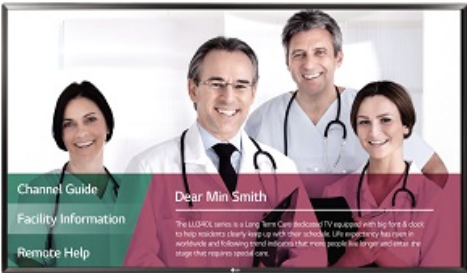 Channel Guide
Facility Information
Remote Help
Dear Min Smith
The LU340L series is a Long Term Care dedicated TV equipped with big font & clock
to help residents clearly keep up with their schedule. Life expectancy has risen in
worldwide and following trend indicates that more people live longer and enter the
stage that requires special care.
LG